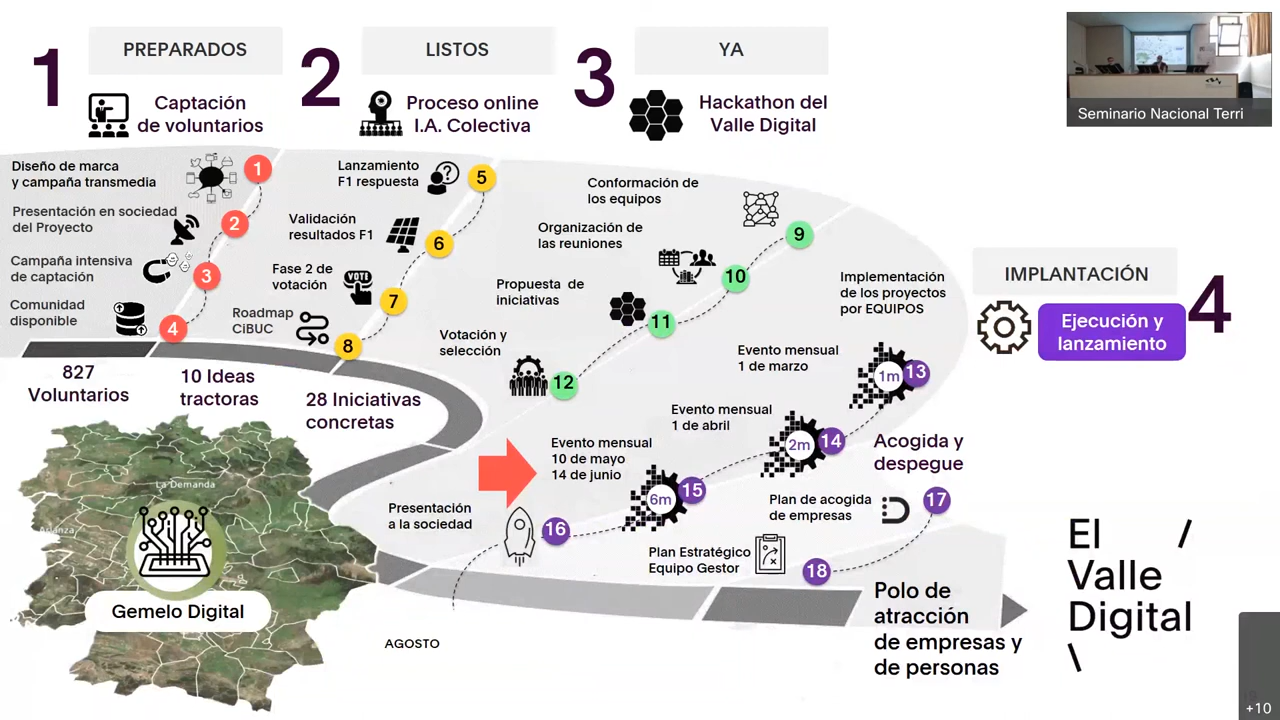 1
PREPARADOS
Captación
de voluntarios
2
LISTOS
Proceso online
I.A. Colectiva
3
YA
Hackathon del
Valle Digital
Seminario Nacional Terri
Diseño de marca
y campaña transmedia
1
Presentación en sociedad
del Proyecto
2
Campaña intensiva
de captación
3
Comunidad
disponible
4
Lanzamiento
F1 respuesta
5
Validación
resultados F1
6
Fase 2 de
votación
VOTE
7
Roadmap
CiBUC
8
Conformación de
los equipos
9
Organización de
las reuniones
10
Propuesta de
iniciativas
11
Votación y
selección
12
IMPLANTACIÓN
4
Ejecución y
lanzamiento
Implementación
de los proyectos
por EQUIPOS
Evento mensual
1 de marzo
1m
13
Evento mensual
1 de abril
2m
14
Evento mensual
10 de mayo
14 de junio
6m
15
Presentación
a la sociedad
16
Acogida y
despegue
Plan de acogida
de empresas
17
Plan Estratégico
Equipo Gestor
18
827
Voluntarios
10 Ideas
tractoras
28 Iniciativas
concretas
La Demanda
Arlanza
Gemelo Digital
AGOSTO
Polo de
atracción
de empresas y
de personas
El /
Valle
Digital
\
+10